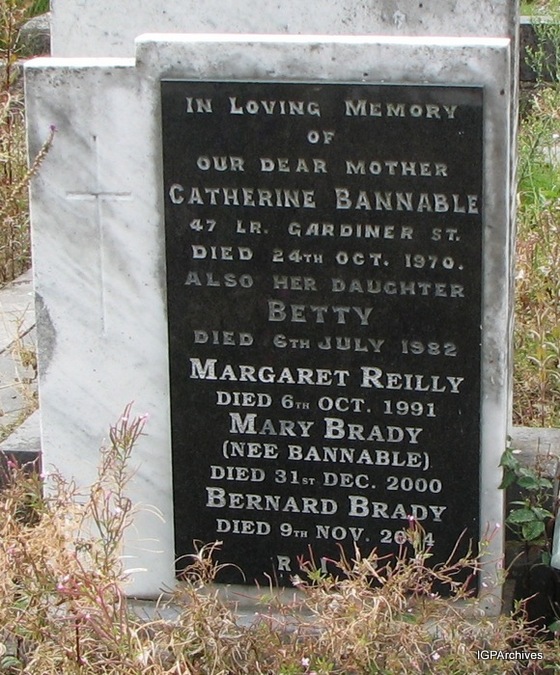 IN LOVING MEMORY
OF
OUR DEAR MOTHER
CATHERINE BANNABLE
47 LR. GARDINER ST.
DIED 24TH OCT. 1970.
ALSO HER DAUGHTER
BETTY
DIED 6TH JULY 1982
MARGARET REILLY
DIED 6TH OCT. 1991
MARY BRADY
(NEE BANNABLE)
DIED 31ST DEC. 2000
BERNARD BRADY
DIED 9TH NOV. 2004
R. I.
IGPArchives